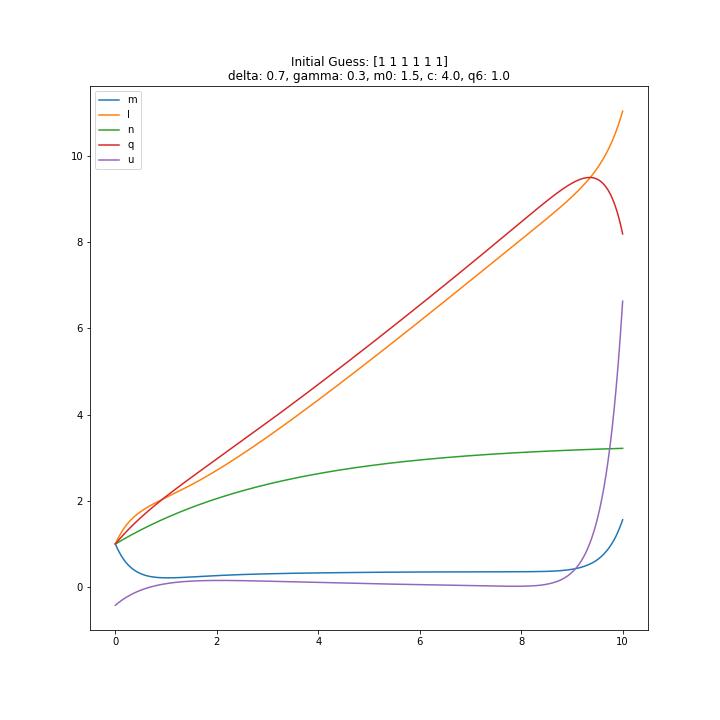 Initial Guess: [1 1 1 1 1 1]
delta: 0.7, gamma: 0.3, m0: 1.5, c: 4.0, q6: 1.0
m
l
n
q
u
10
8
6
4
2
0
0 2 4 6 8 10